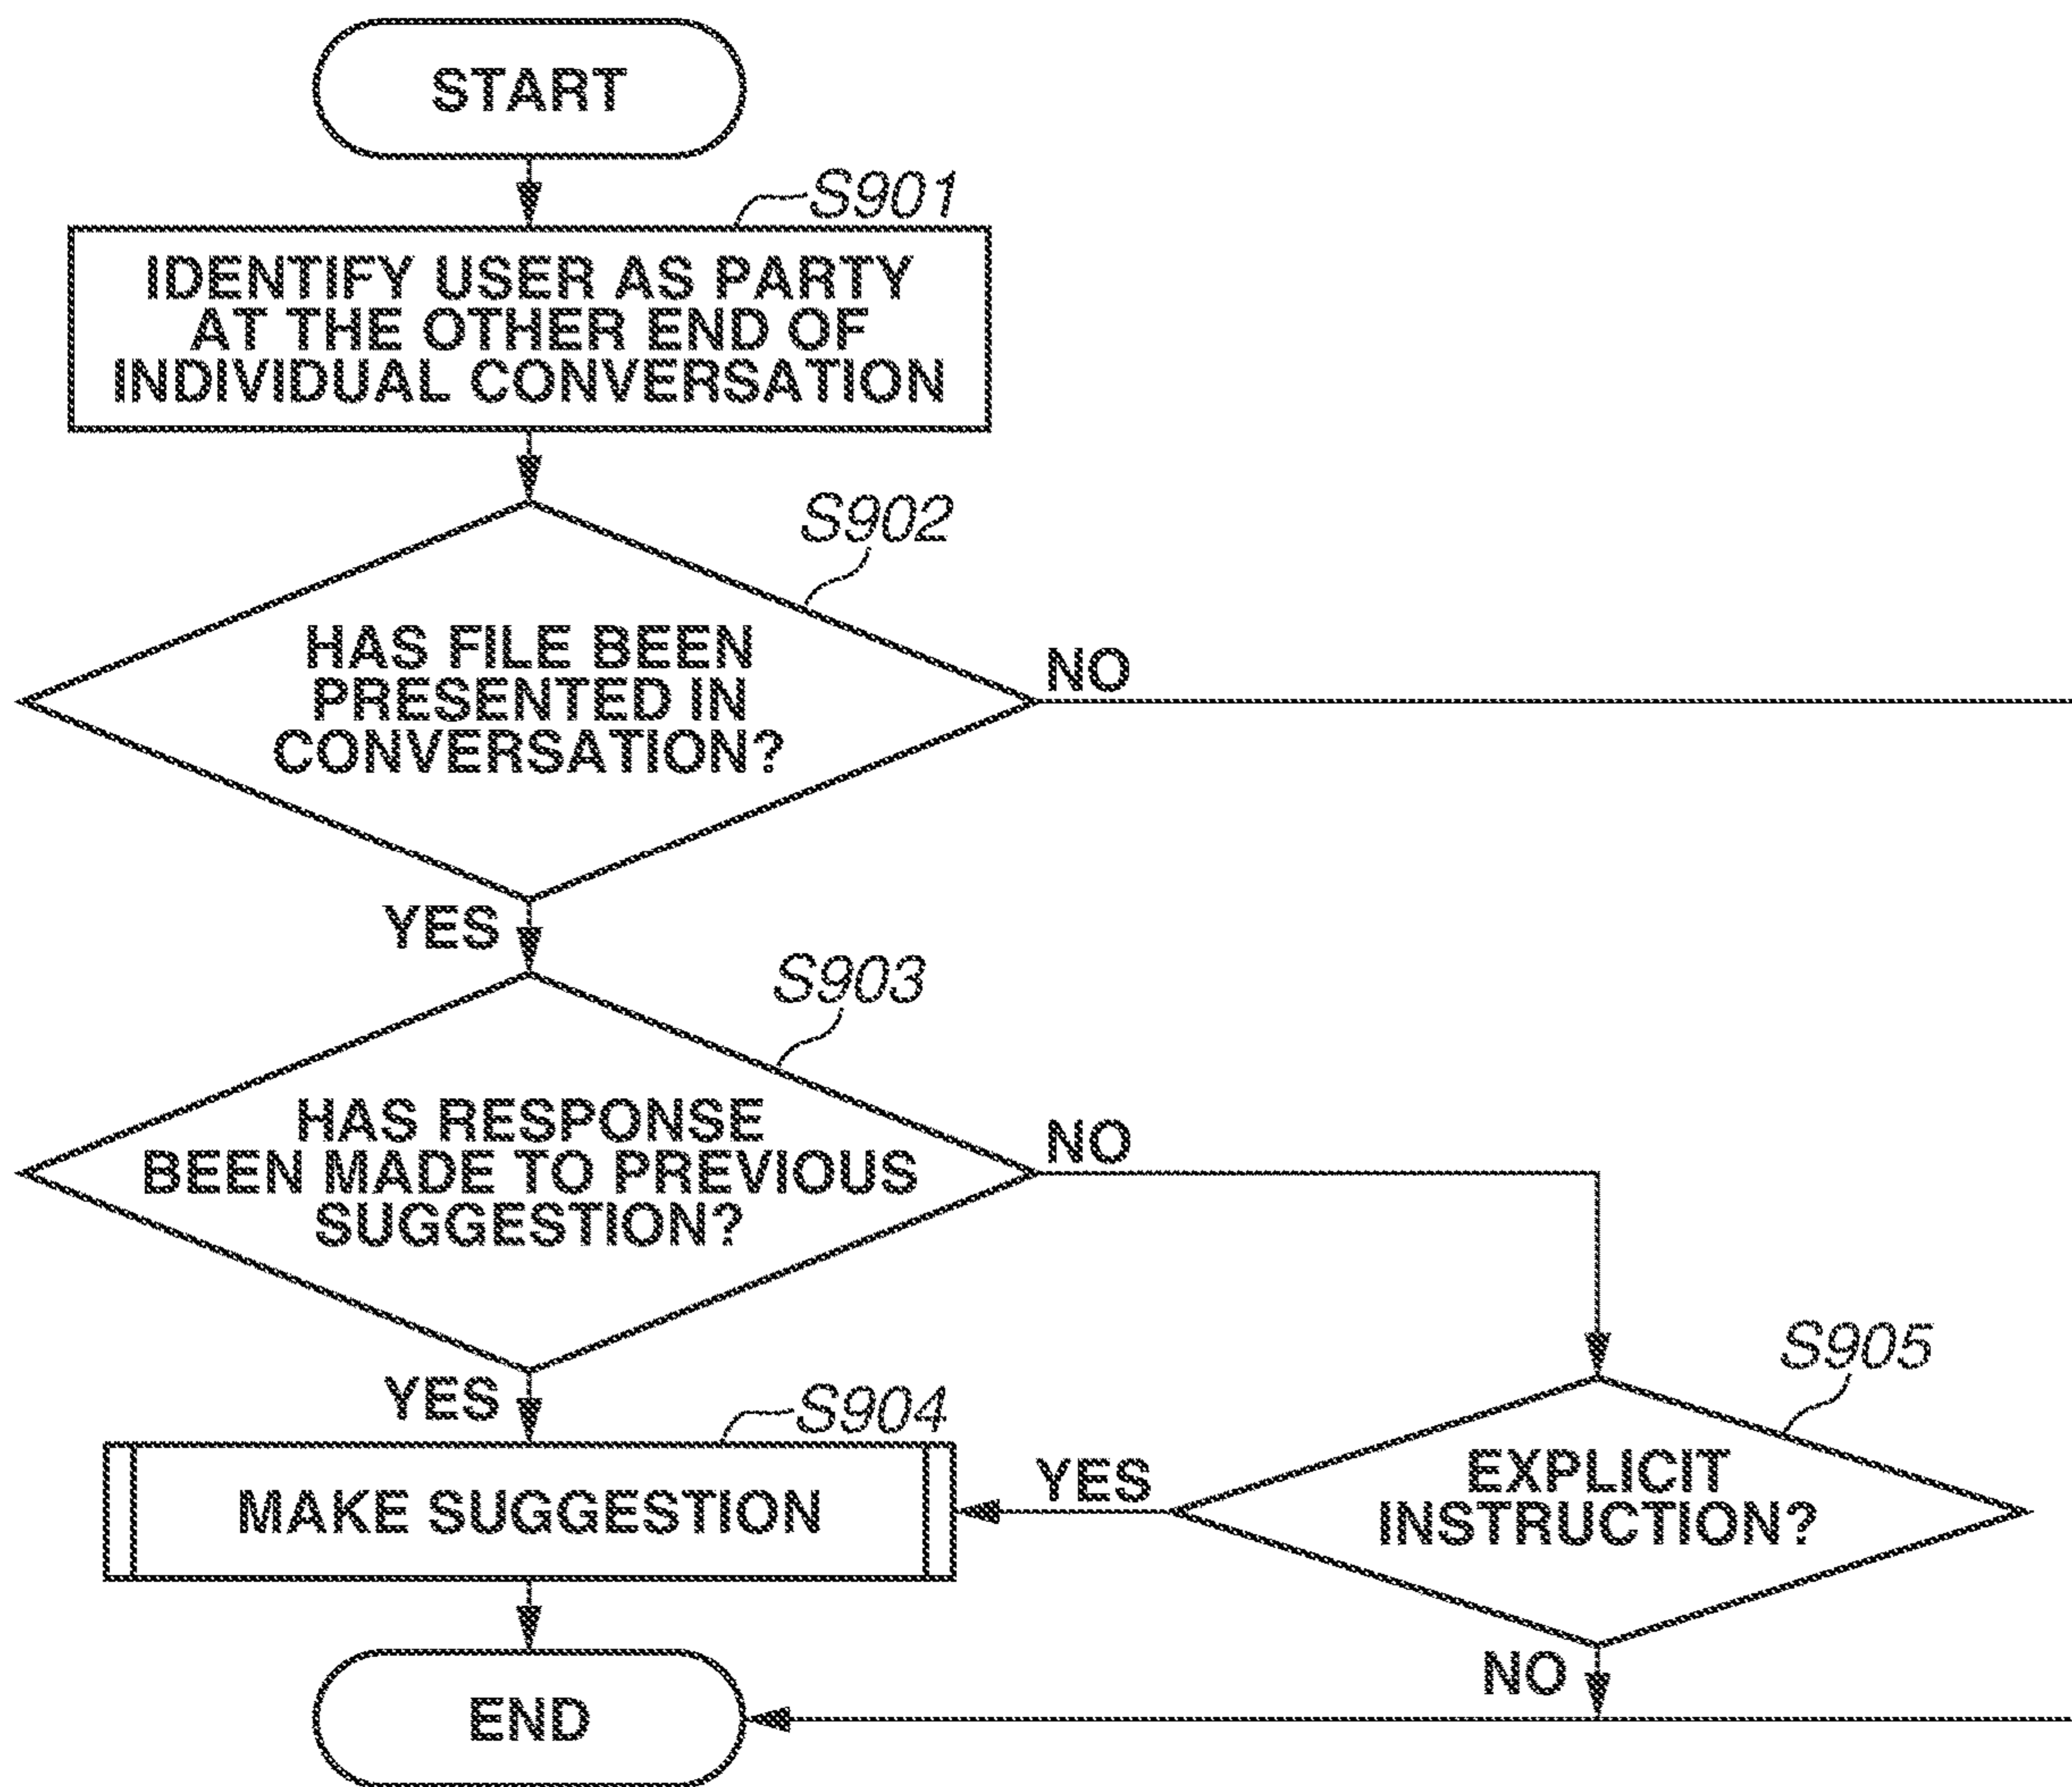 START
S901
IDENTIFY USER AS PARTY
AT THE OTHER END OF
INDIVIDUAL CONVERSATION
S902
HAS FILE BEEN
PRESENTED IN
CONVERSATION?
NO
YES
S903
HAS RESPONSE
BEEN MADE TO PREVIOUS
SUGGESTION?
NO
YES
S904
MAKE SUGGESTION
S905
EXPLICIT
INSTRUCTION?
YES
NO
END